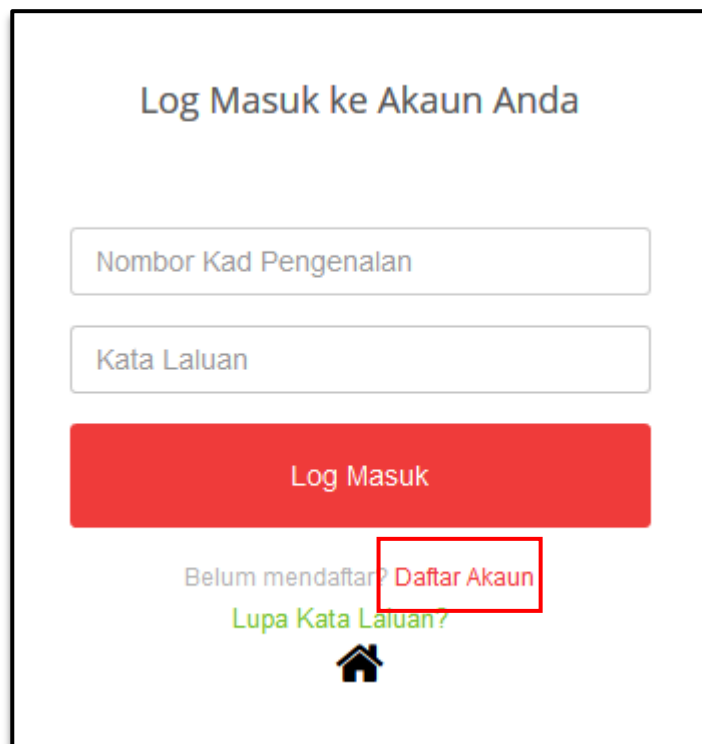 Log Masuk ke Akaun Anda
Nombor Kad Pengenalan
Kata Laluan
Log Masuk
Belum mendaftar? Daftar Akaun
Lupa Kata Laluan?